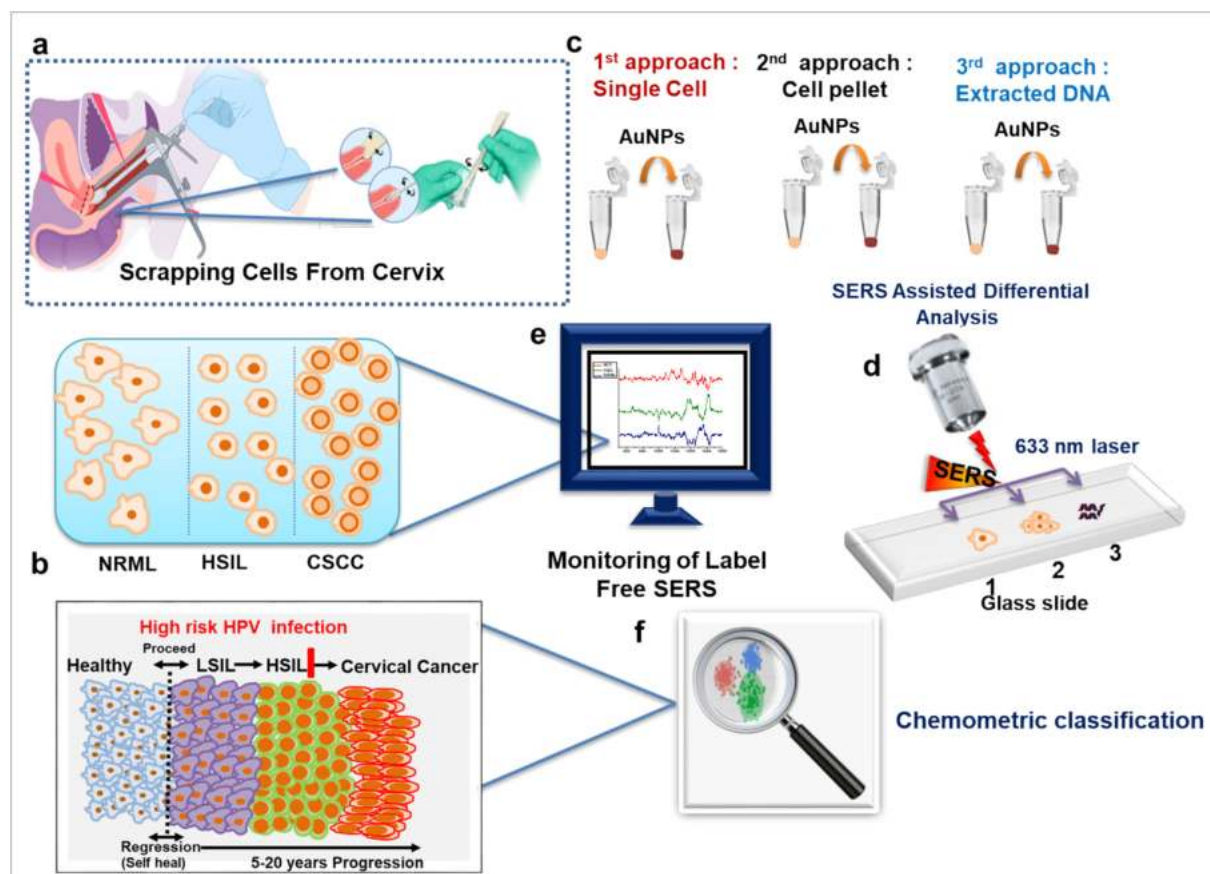 a
Scrapping Cells From Cervix
c
1st approach :
Single Cell
2nd approach :
Cell pellet
3rd approach :
Extracted DNA
AuNPs
AuNPs
AuNPs
SERS Assisted Differential
Analysis
d
633 nm laser
SERS
1
2
3
Glass slide
e
Monitoring of Label
Free SERS
NRML
HSIL
CSCC
b
High risk HPV infection
Proceed
Healthy
LSIL
HSIL
Cervical Cancer
Regression
(Self heal)
5-20 years Progression
f
Chemometric classification